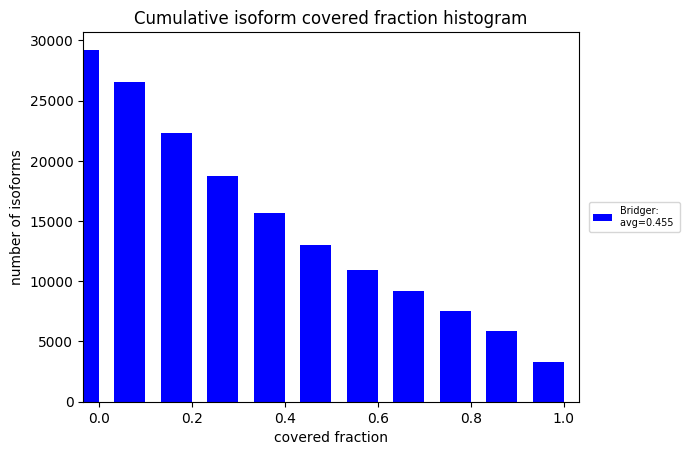 Cumulative isoform covered fraction histogram
30000
25000
20000
15000
10000
5000
0
number of isoforms
0.0 0.2 0.4 0.6 0.8 1.0
covered fraction
Bridger:
avg=0.455